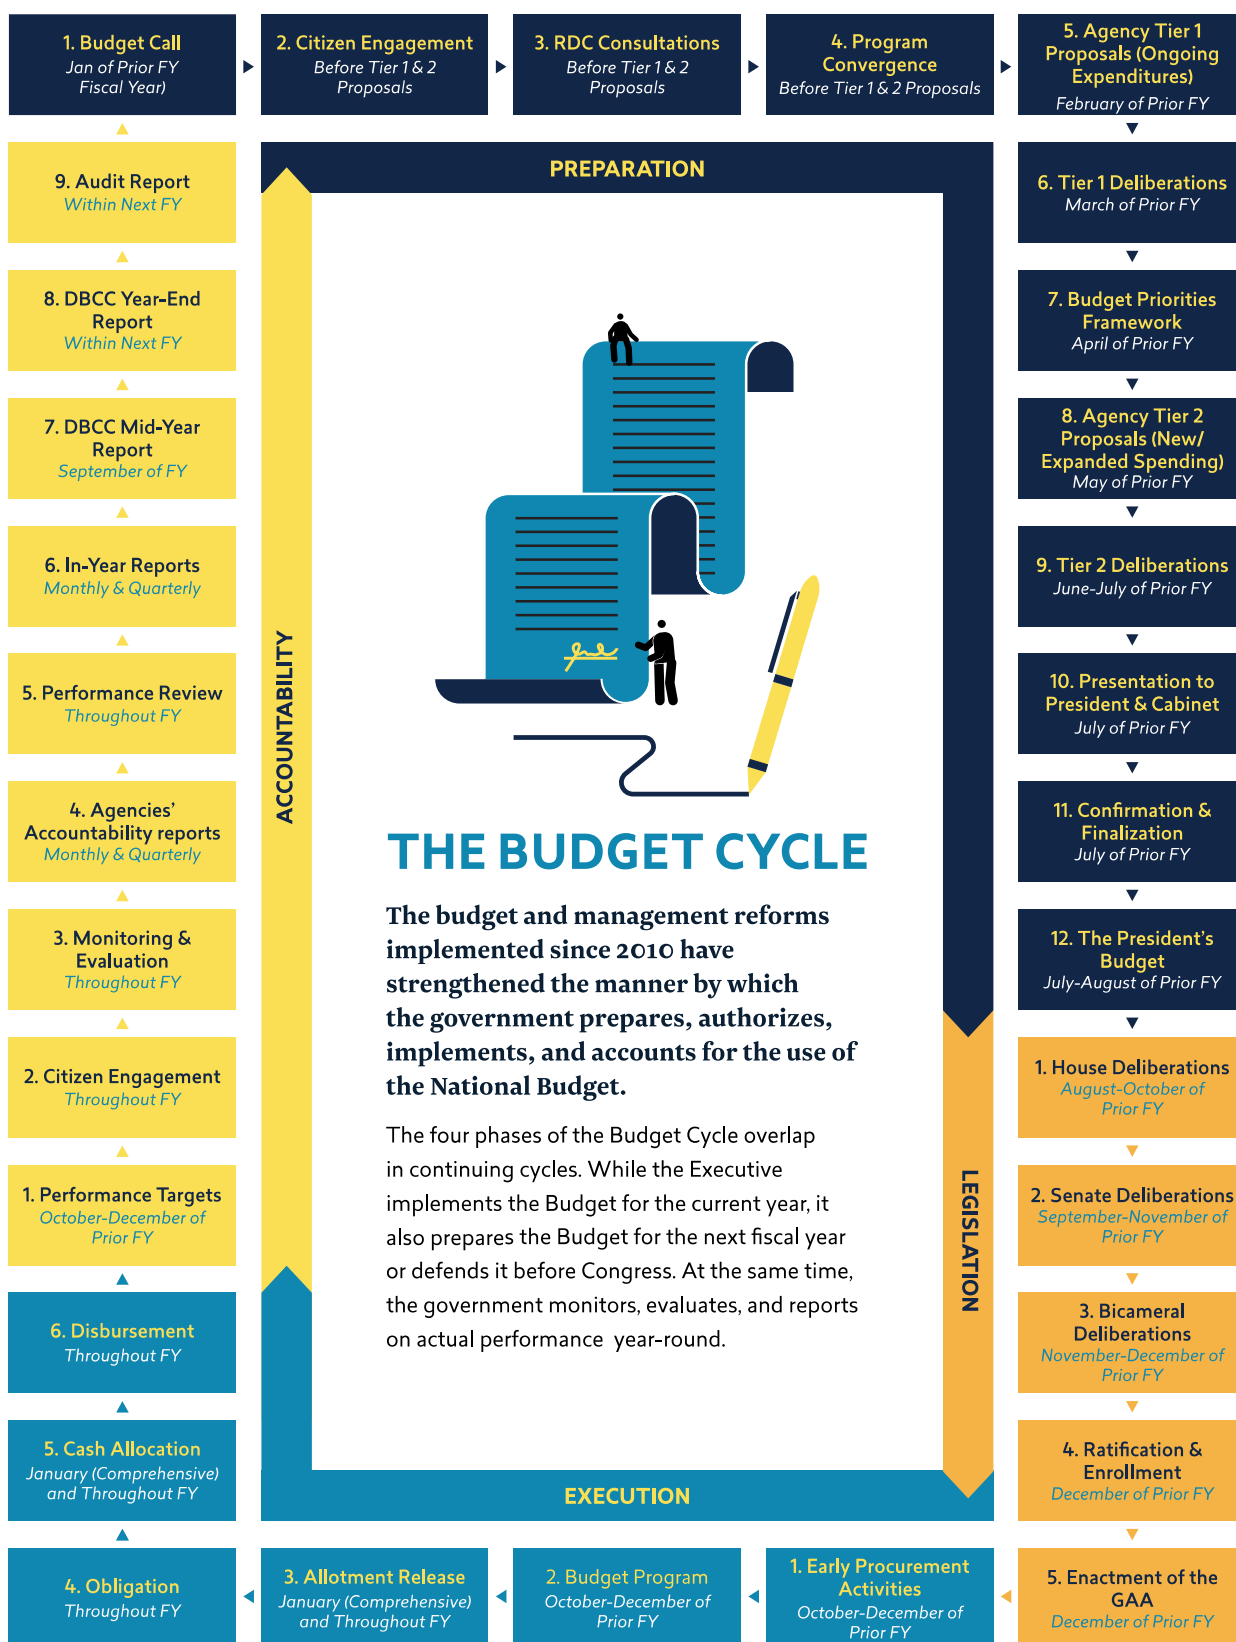 1. Budget Call
Jan of Prior FY
Fiscal Year)
2. Citizen Engagement
Before Tier 1 & 2
Proposals
3. RDC Consultations
Before Tier 1 & 2
Proposals
4. Program
Convergence
Before Tier 1 & 2 Proposals
5. Agency Tier 1
Proposals (Ongoing
Expenditures)
February of Prior FY
6. Tier 1 Deliberations
March of Prior FY
7. Budget Priorities
Framework
April of Prior FY
8. Agency Tier 2
Proposals (New/
Expanded Spending)
May of Prior FY
9. Tier 2 Deliberations
June-July of Prior FY
10. Presentation to
President & Cabinet
July of Prior FY
11. Confirmation &
Finalization
July of Prior FY
12. The President's
Budget
July-August of Prior FY
1. House Deliberations
August-October of
Prior FY
2. Senate Deliberations
September-November of
Prior FY
3. Bicameral
Deliberations
November-December of
Prior FY
4. Ratification &
Enrollment
December of Prior FY
5. Enactment of the
GAA
December of Prior FY
1. Early Procurement
Activities
October-December of
Prior FY
2. Budget Program
October-December of
Prior FY
3. Allotment Release
January (Comprehensive)
and Throughout FY
4. Obligation
Throughout FY
5. Cash Allocation
January (Comprehensive)
and Throughout FY
6. Disbursement
Throughout FY
1. Performance Targets
October-December of
Prior FY
2. Citizen Engagement
Throughout FY
3. Monitoring &
Evaluation
Throughout FY
4. Agencies'
Accountability reports
Monthly & Quarterly
5. Performance Review
Throughout FY
6. In-Year Reports
Monthly & Quarterly
7. DBCC Mid-Year
Report
September of FY
8. DBCC Year-End
Report
Within Next FY
9. Audit Report
Within Next FY
PREPARATION
LEGISLATION
EXECUTION
ACCOUNTABILITY
THE BUDGET CYCLE
The budget and management reforms
implemented since 2010 have
strengthened the manner by which
the government prepares, authorizes,
implements, and accounts for the use of
the National Budget.
The four phases of the Budget Cycle overlap
in continuing cycles. While the Executive
implements the Budget for the current year, it
also prepares the Budget for the next fiscal year
or defends it before Congress. At the same time,
the government monitors, evaluates, and reports
on actual performance year-round.